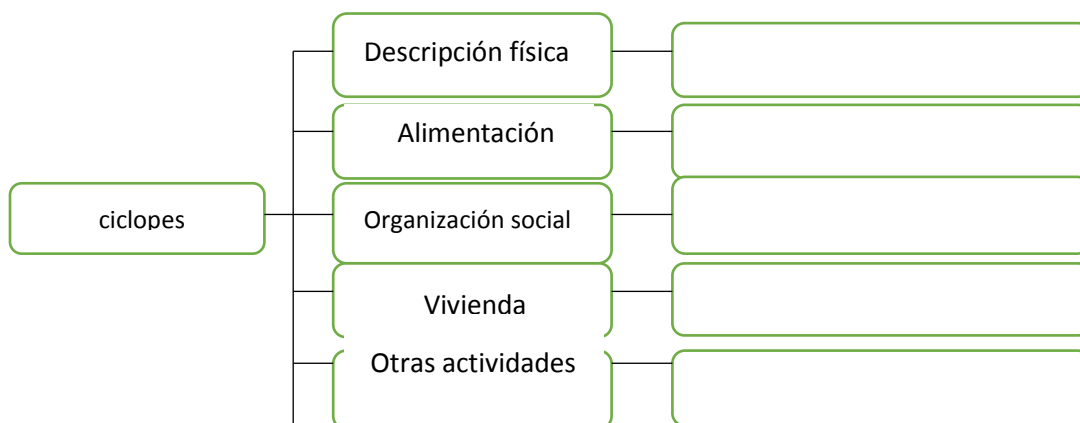 Descripción física
Alimentación
ciclopes
Organización social
Vivienda
Otras actividades